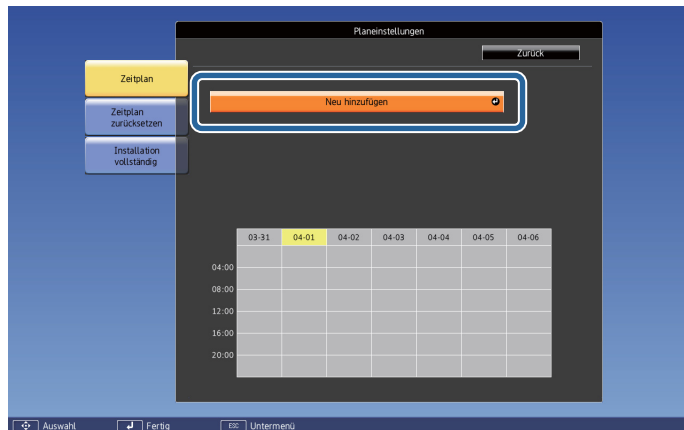 Planeinstellungen
Zurück
Zeitplan
Neu hinzufügen
Zeitplan
zurücksetzen
Installation
vollständig
03-31 04-01 04-02 04-03 04-04 04-05 04-06
04:00
08:00
12:00
16:00
20:00
Auswahl Fertig ESC Untermenü